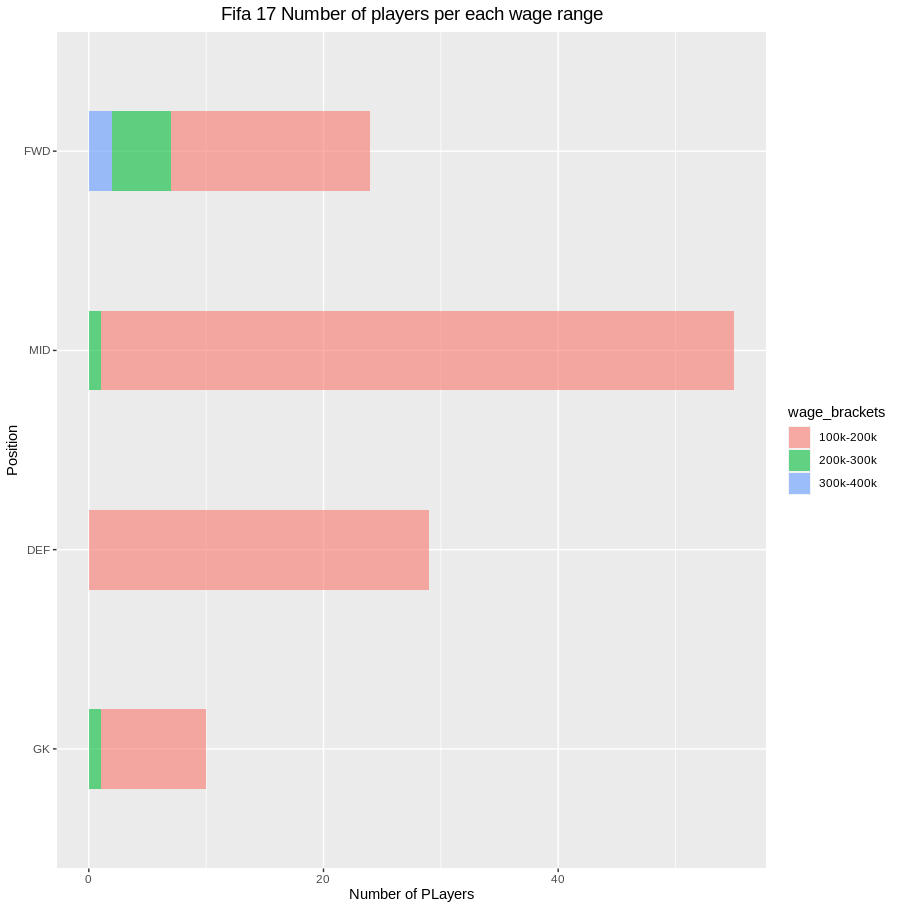 Fifa 17 Number of players per each wage range
FWD
MID
DEF
GK
Position
0
20
40
Number of PLayers
wage_brackets
100k-200k
200k-300k
300k-400k